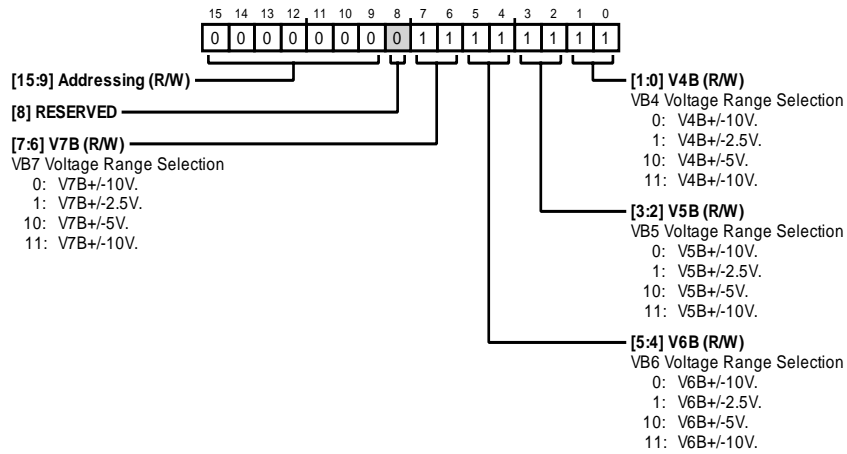 15 14 13 12 11 10 9 8 7 6 5 4 3 2 1 0
0 0 0 0 0 0 0 0 1 1 1 1 1 1 1 1
[15:9] Addressing (R/W)
[8] RESERVED
[7:6] V7B (R/W)
VB7 Voltage Range Selection
0: V7B+/-10V.
1: V7B+/-2.5V.
10: V7B+/-5V.
11: V7B+/-10V.
[1:0] V4B (R/W)
VB4 Voltage Range Selection
0: V4B+/-10V.
1: V4B+/-2.5V.
10: V4B+/-5V.
11: V4B+/-10V.
[3:2] V5B (R/W)
VB5 Voltage Range Selection
0: V5B+/-10V.
1: V5B+/-2.5V.
10: V5B+/-5V.
11: V5B+/-10V.
[5:4] V6B (R/W)
VB6 Voltage Range Selection
0: V6B+/-10V.
1: V6B+/-2.5V.
10: V6B+/-5V.
11: V6B+/-10V.